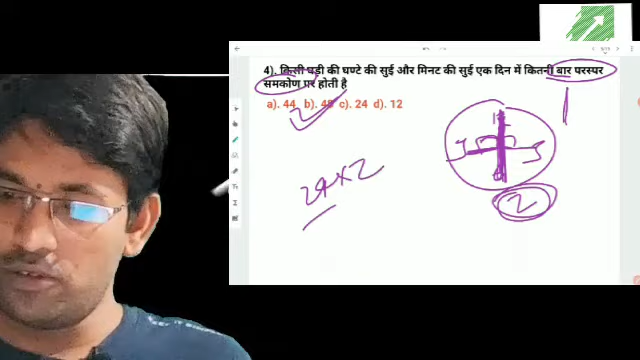 4). किसी घड़ी की घण्टे की सुई और मिनट की सुई एक दिन में कितनी बार परस्पर
समकोण पर होती है
a). 44 b). 48 c). 24 d). 12
12
24×2
2